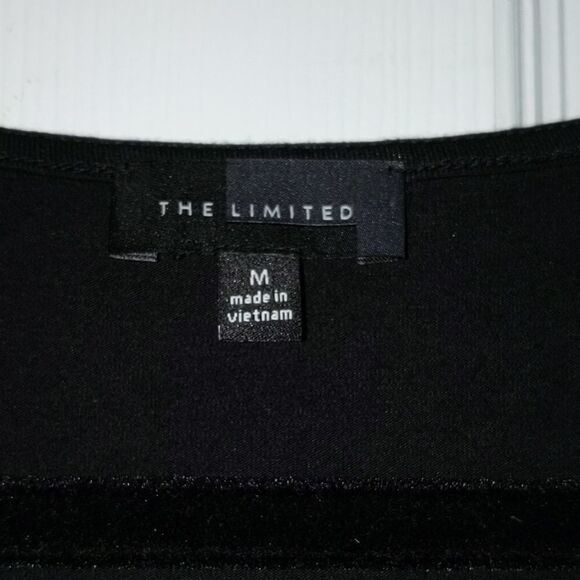 THE LIMITED
M
made in
vietnam